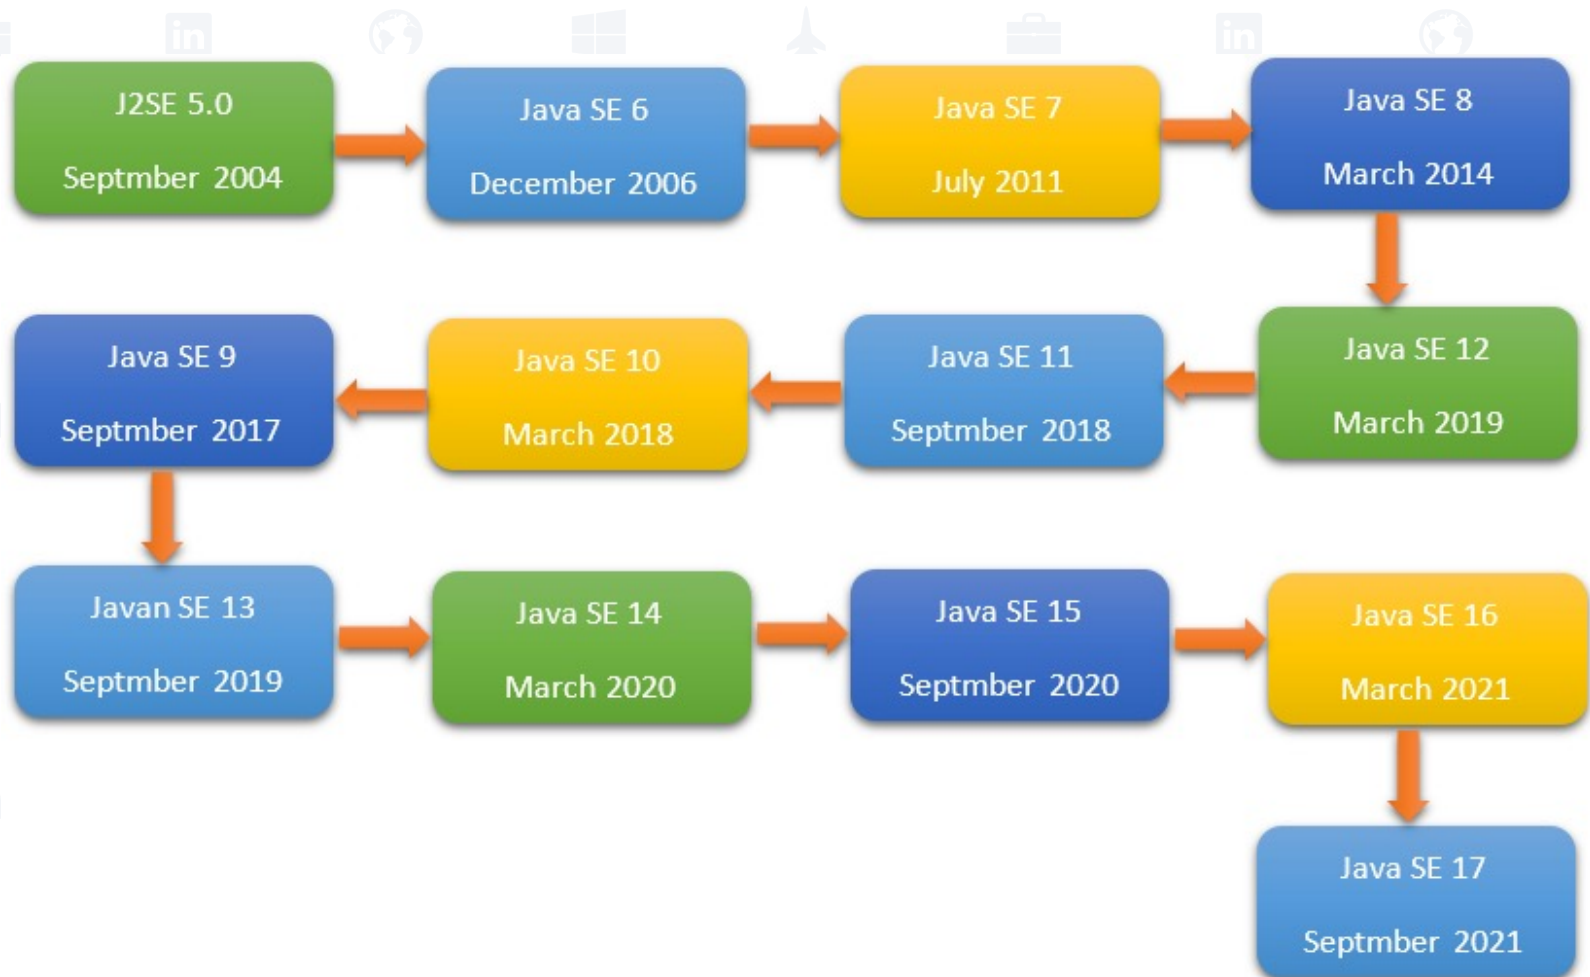 J2SE 5.0
Septmber 2004
Java SE 6
December 2006
Java SE 7
July 2011
Java SE 8
March 2014
Java SE 12
March 2019
Java SE 11
Septmber 2018
Java SE 10
March 2018
Java SE 9
Septmber 2017
Javan SE 13
Septmber 2019
Java SE 14
March 2020
Java SE 15
Septmber 2020
Java SE 16
March 2021
Java SE 17
Septmber 2021